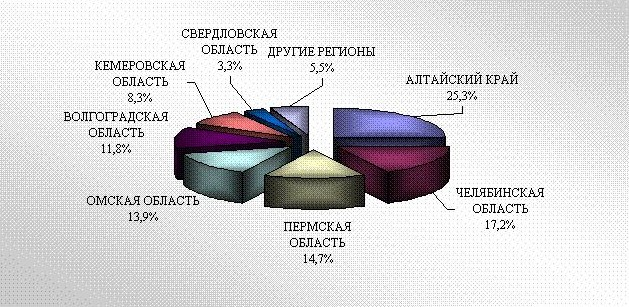 СВЕРДЛОВСКАЯ
ОБЛАСТЬ
3,3%
ДРУГИЕ РЕГИОНЫ
5,5%
КЕМЕРОВСКАЯ
ОБЛАСТЬ
8,3%
АЛТАЙСКИЙ КРАЙ
25,3%
ВОЛГОГРАДСКАЯ
ОБЛАСТЬ
11,8%
ОМСКАЯ ОБЛАСТЬ
13,9%
ПЕРМСКАЯ
ОБЛАСТЬ
14,7%
ЧЕЛЯБИНСКАЯ
ОБЛАСТЬ
17,2%